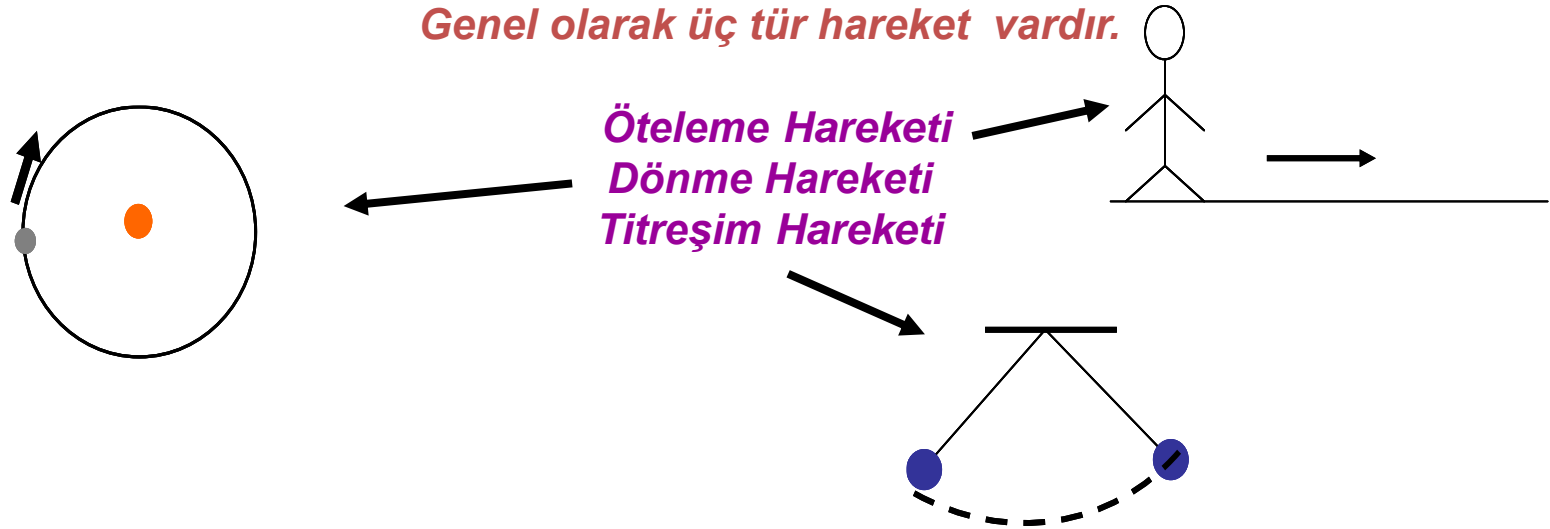 Genel olarak üç tür hareket vardır.
Öteleme Hareketi
Dönme Hareketi
Titreşim Hareketi